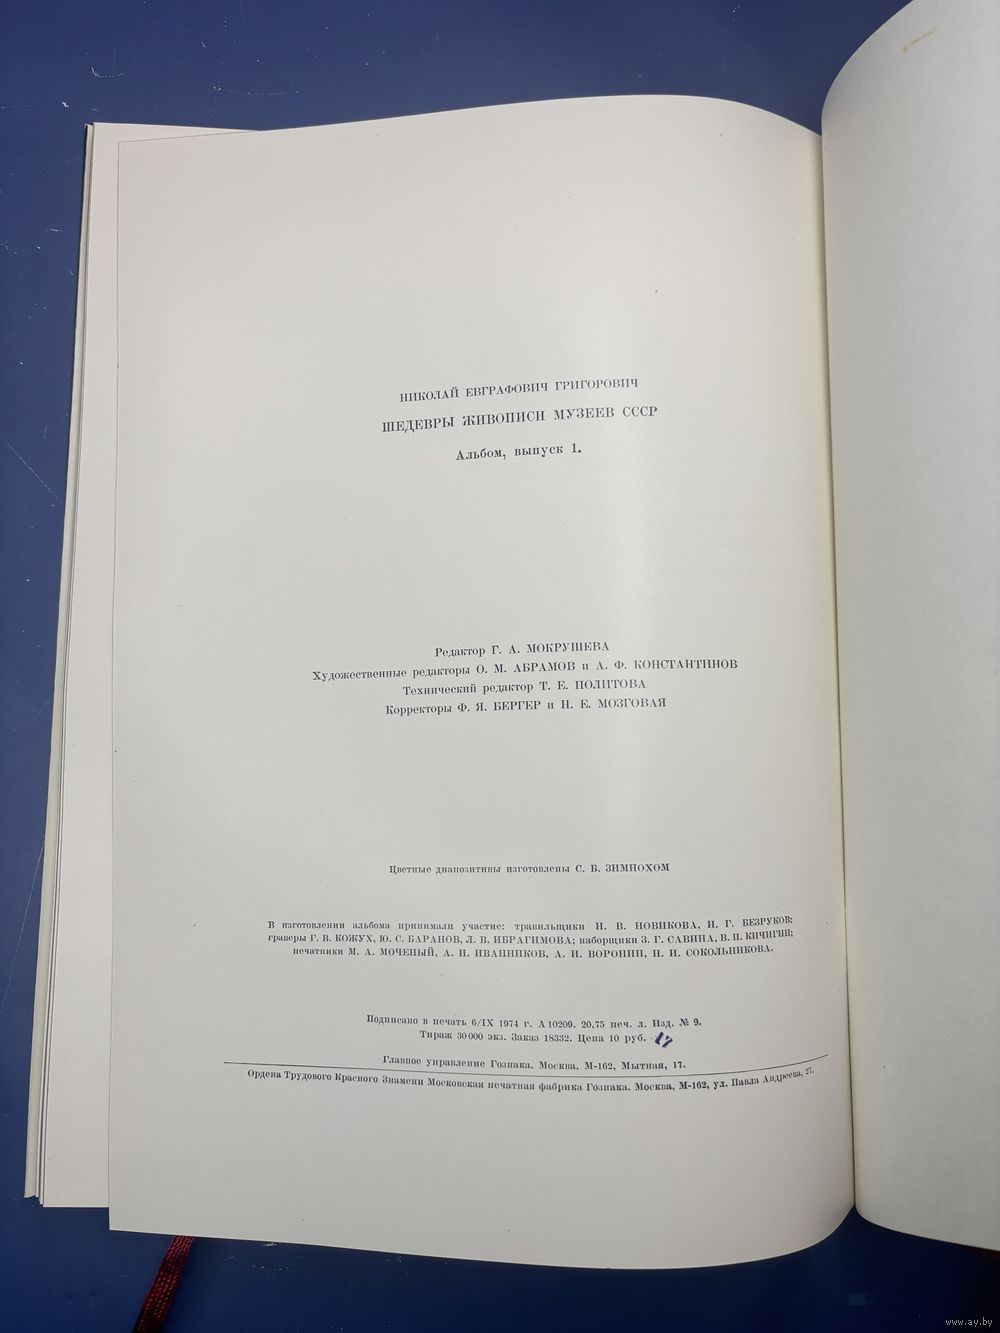 НИКОЛАЙ ЕВГРАФОВИЧ ГРИГОРОВИЧ
ШЕДЕВРЫ ЖИВОПИСИ МУЗЕЕВ СССР
Альбом, выпуск 1.
Редактор Г. А. МОКРУШЕВА
Художественные редакторы О. М. АБРАМОВ и А. Ф. КОНСТАНТИНОВ
Технический редактор Т. Е. ПОЛИТОВА
Корректоры Ф. Я. БЕРГЕР и Н. Е. МОЗГОВАЯ
Цветные диапозитивы изготовлены С. Б. ЗИМНОХОМ
В изготовлении альбома принимали участие: травильщики И. В. НОВИКОВА, И. Г. БЕЗРУКОВ;
граверы Г. В. КОЖУХ, Ю. С. БАРАНОВ, Л. В. ИБРАГИМОВА; наборщики З. Г. САВИНА, В. П. КИЧИГИН;
печатники М. А. МОЧЕНЫЙ, А. Н. ИВАННИКОВ, А. И. ВОРОНИН, Н. И. СОКОЛЬНИКОВА.
Подписано в печать 6/IX 1974 г. А 10209. 20,75 печ. л. Изд. № 9.
Тираж 30 000 экз. Заказ 18332. Цена 10 руб. 17
Главное управление Гознака. Москва, М-162, Мытная, 17.
Ордена Трудового Красного Знамени Московская печатная фабрика Гознака. Москва, М-162, ул. Павла Андреева, 27.
www.ay.by